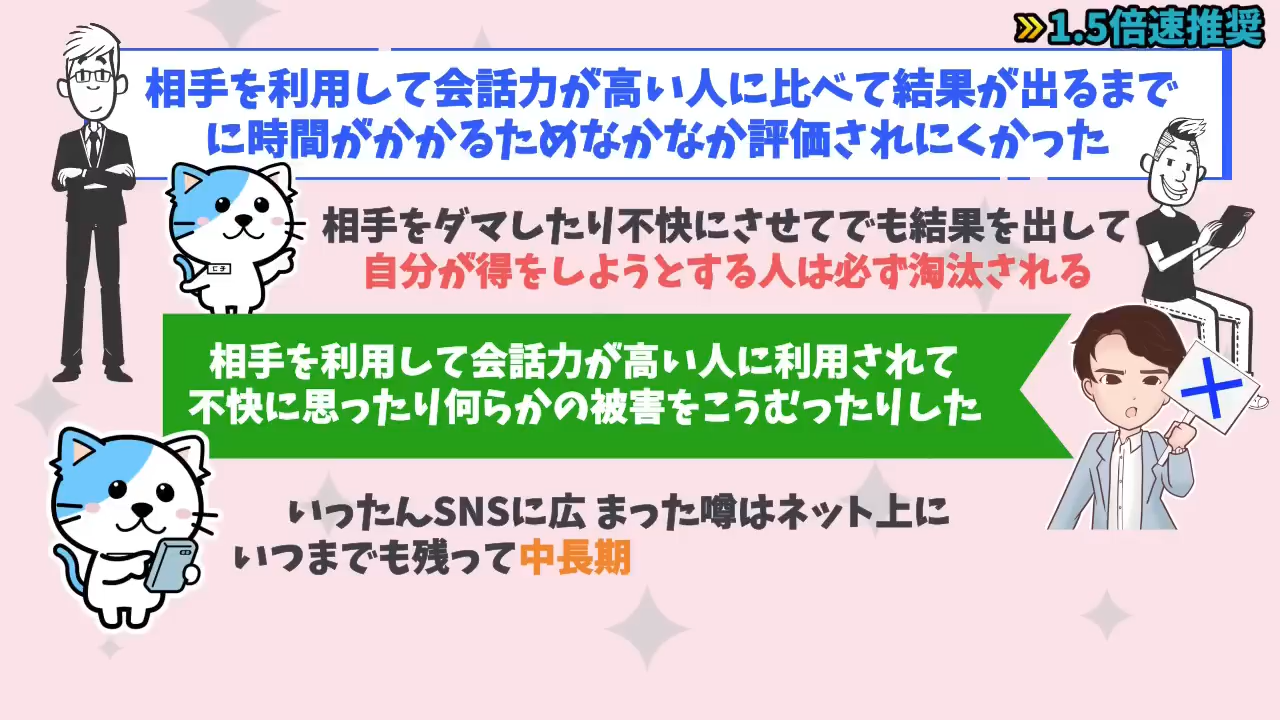 1.5倍速推奨
相手を利用して会話力が高い人に比べて結果が出るまで
に時間がかかるためなかなか評価されにくかった
相手をダマしたり不快にさせてでも結果を出して
自分が得をしようとする人は必ず淘汰される
相手を利用して会話力が高い人に利用されて
不快に思ったり何らかの被害をこうむったりした
いったんSNSに広 まった噂はネット上に
いつまでも残って中長期